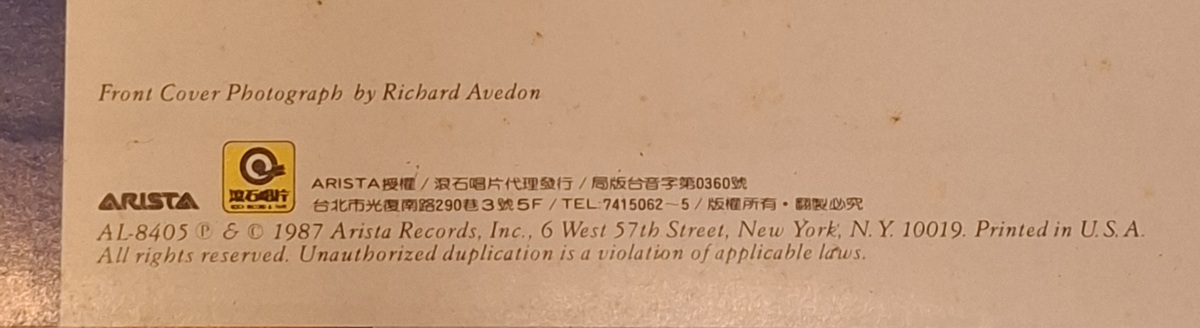 Front Cover Photograph by Richard Avedon
ARISTA
滾石唱片
ARISTA授權/滾石唱片代理發行/局版台音字第0360號
台北市光復南路290巷3號5F/TEL:7415062~5/版權所有·翻製必究
AL-8405 ℗ & © 1987 Arista Records, Inc., 6 West 57th Street, New York, N.Y. 10019. Printed in U.S.A.
All rights reserved. Unauthorized duplication is a violation of applicable laws.